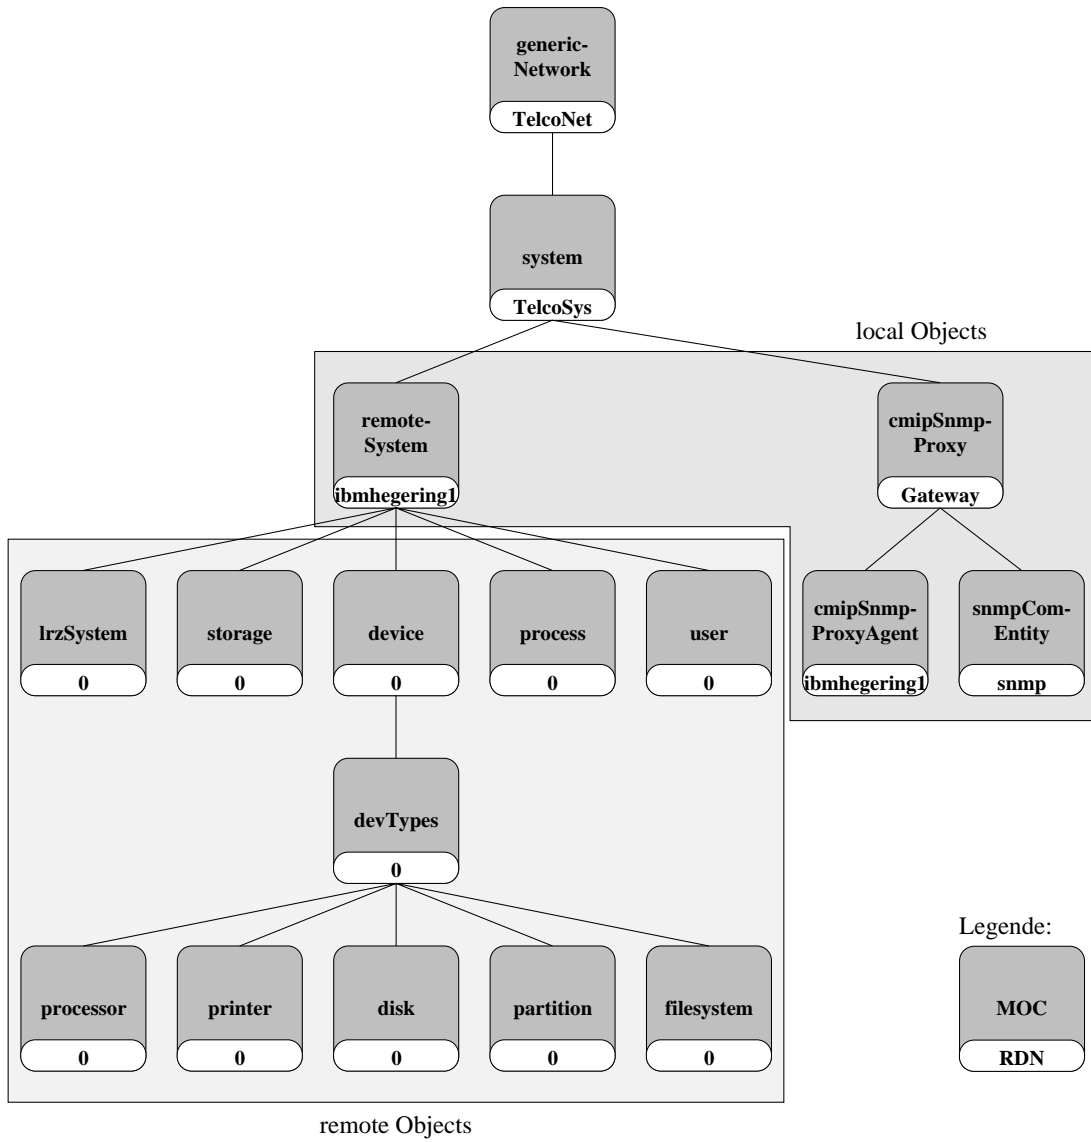 generic-
Network
TelcoNet
system
TelcoSys
local Objects
remote-
System
ibmhegering1
cmipSnmp-
Proxy
Gateway
lrzSystem
0
storage
0
device
0
process
0
user
0
cmipSnmp-
ProxyAgent
ibmhegering1
snmpCom-
Entity
snmp
devTypes
0
Legende:
processor
0
printer
0
disk
0
partition
0
filesystem
0
MOC
RDN
remote Objects